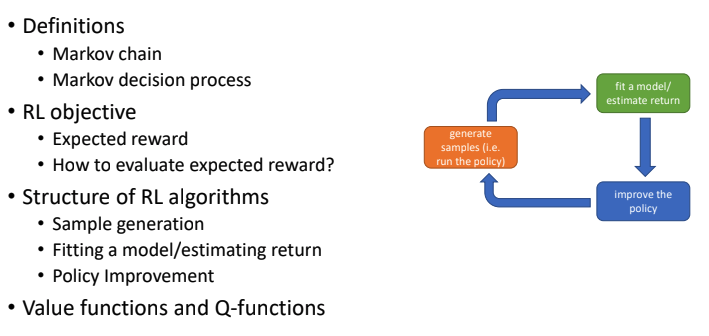 • Definitions
• Markov chain
• Markov decision process
• RL objective
• Expected reward
• How to evaluate expected reward?
• Structure of RL algorithms
• Sample generation
• Fitting a model/estimating return
• Policy Improvement
• Value functions and Q-functions
generate
samples (i.e.
run the policy)
fit a model/
estimate return
improve the
policy